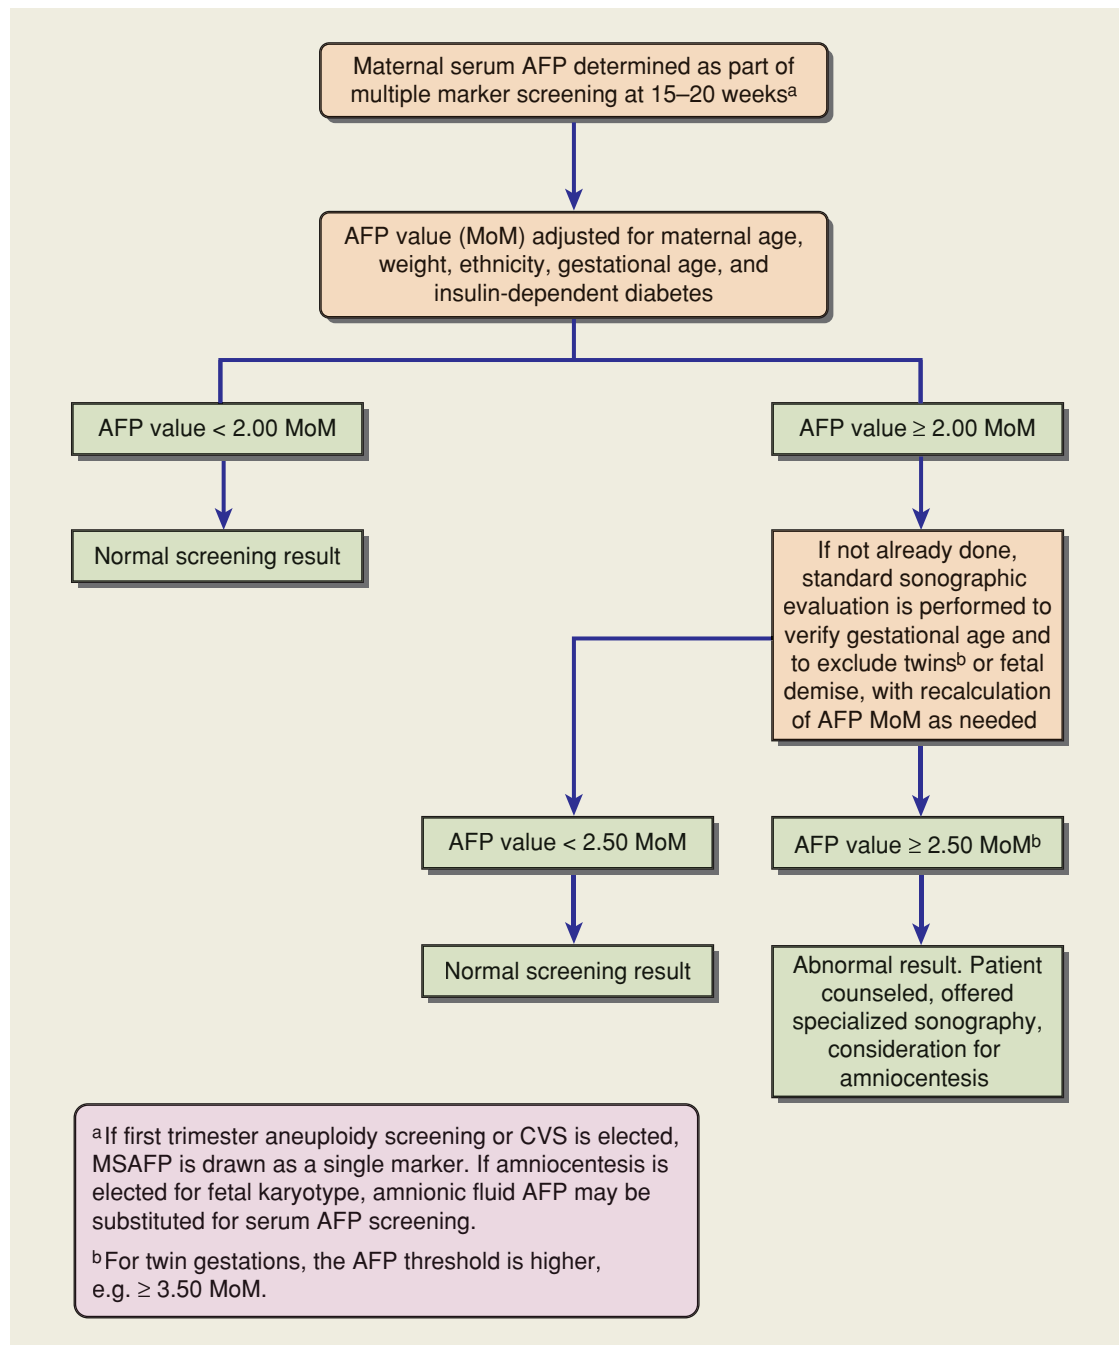 Maternal serum AFP determined as part of
multiple marker screening at 15–20 weeksᵃ
AFP value (MoM) adjusted for maternal age,
weight, ethnicity, gestational age, and
insulin-dependent diabetes
AFP value < 2.00 MoM
AFP value ≥ 2.00 MoM
Normal screening result
If not already done,
standard sonographic
evaluation is performed to
verify gestational age and
to exclude twinsᵇ or fetal
demise, with recalculation
of AFP MoM as needed
AFP value < 2.50 MoM
AFP value ≥ 2.50 MoMᵇ
Normal screening result
Abnormal result. Patient
counseled, offered
specialized sonography,
consideration for
amniocentesis
ᵃ If first trimester aneuploidy screening or CVS is elected,
MSAFP is drawn as a single marker. If amniocentesis is
elected for fetal karyotype, amnionic fluid AFP may be
substituted for serum AFP screening.
ᵇ For twin gestations, the AFP threshold is higher,
e.g. ≥ 3.50 MoM.